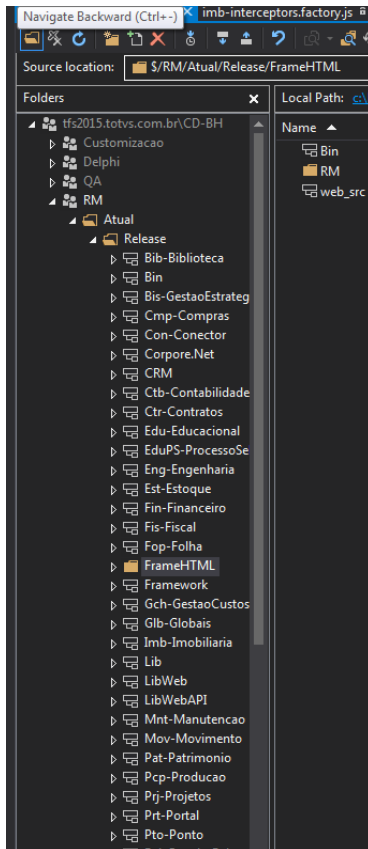 Navigate Backward (Ctrl+-)
imb-interceptors.factory.js
Source location: $/RM/Atual/Release/FrameHTML
Folders
Local Path: c:\
tfs2015.totvs.com.br\CD-BH
Name
Customizacao
Bin
Delphi
RM
QA
web_src
RM
Atual
Release
Bib-Biblioteca
Bin
Bis-GestaoEstrateg
Cmp-Compras
Con-Conector
Corpore.Net
CRM
Ctb-Contabilidade
Ctr-Contratos
Edu-Educacional
EduPS-ProcessoSe
Eng-Engenharia
Est-Estoque
Fin-Financeiro
Fis-Fiscal
Fop-Folha
FrameHTML
Framework
Gch-GestaoCustos
Glb-Globais
Imb-Imobiliaria
Lib
LibWeb
LibWebAPI
Mnt-Manutencao
Mov-Movimento
Pat-Patrimonio
Pcp-Producao
Prj-Projetos
Prt-Portal
Pto-Ponto